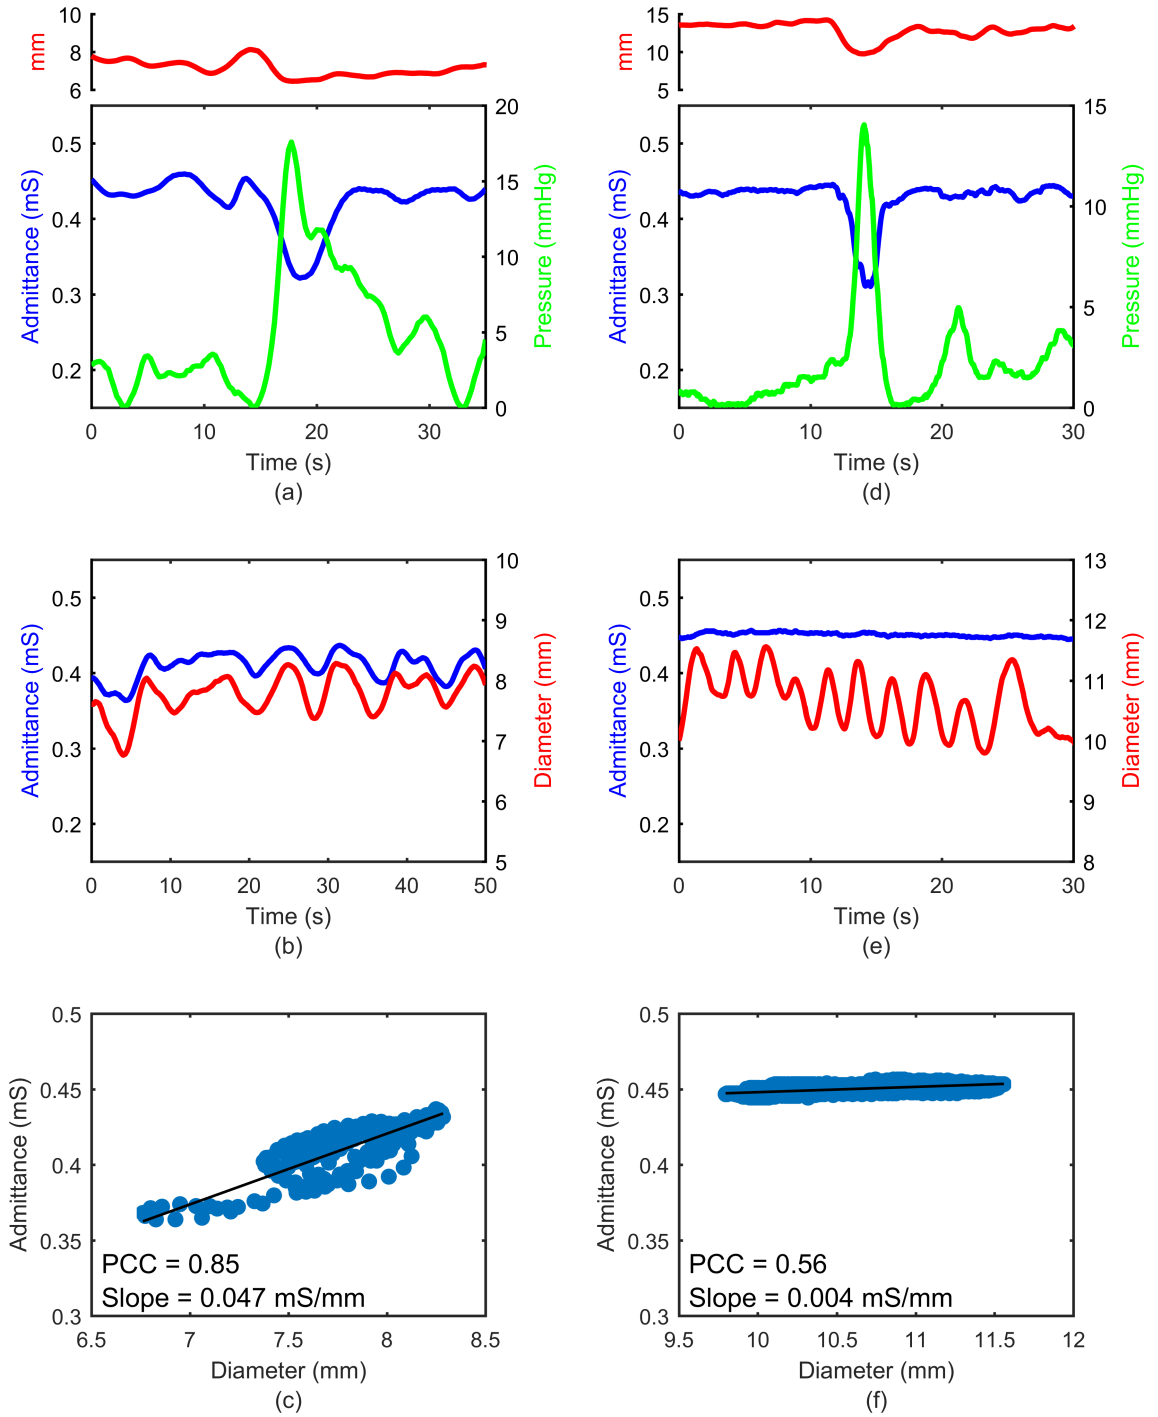 10
8
6
mm
0.5
0.4
0.3
0.2
Admittance (mS)
20
15
10
5
0
Pressure (mmHg)
0 10 20 30
Time (s)
(a)
15
10
5
mm
0.5
0.4
0.3
0.2
Admittance (mS)
15
10
5
0
Pressure (mmHg)
0 10 20 30
Time (s)
(d)
0.5
0.4
0.3
0.2
Admittance (mS)
10
9
8
7
6
5
Diameter (mm)
0 10 20 30 40 50
Time (s)
(b)
0.5
0.4
0.3
0.2
Admittance (mS)
13
12
11
10
9
8
Diameter (mm)
0 10 20 30
Time (s)
(e)
0.5
0.45
0.4
0.35
0.3
Admittance (mS)
PCC = 0.85
Slope = 0.047 mS/mm
6.5 7 7.5 8 8.5
Diameter (mm)
(c)
0.5
0.45
0.4
0.35
0.3
Admittance (mS)
PCC = 0.56
Slope = 0.004 mS/mm
9.5 10 10.5 11 11.5 12
Diameter (mm)
(f)